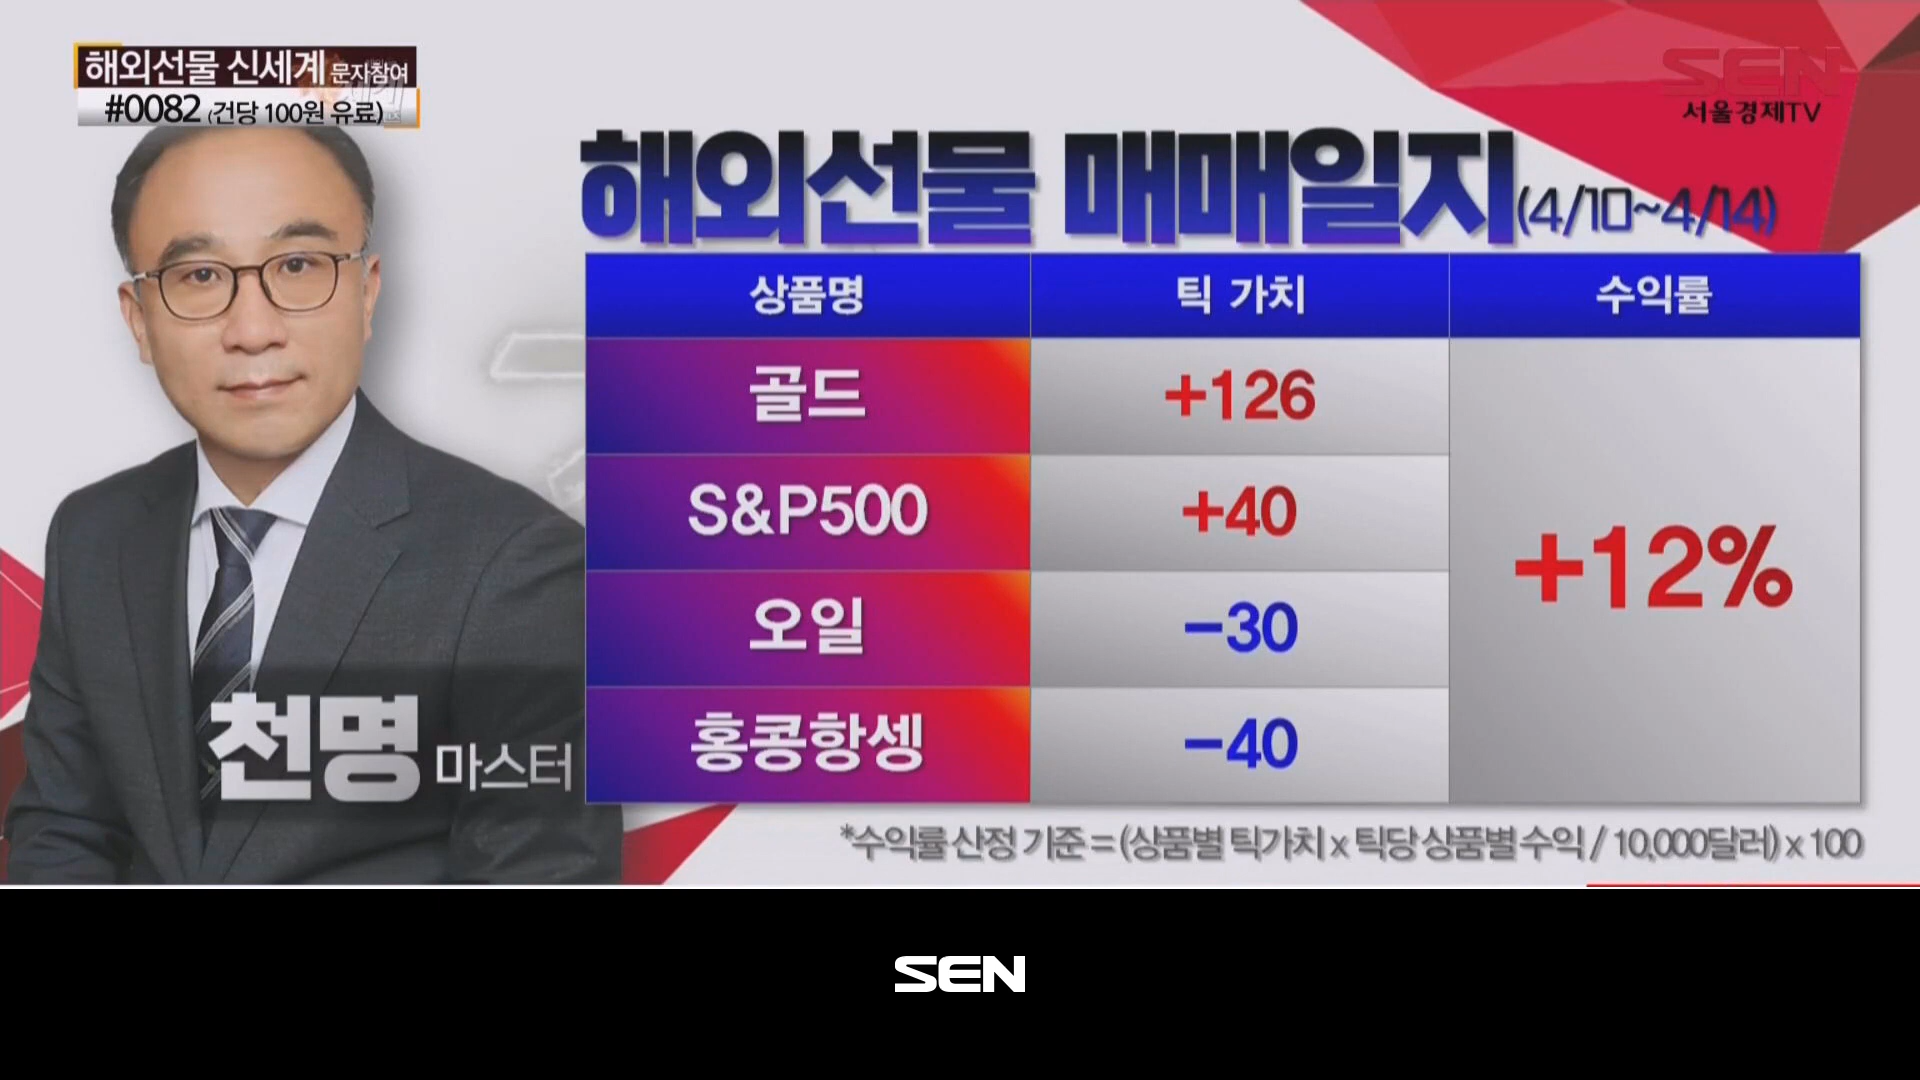 해외선물 신세계 문자참여
#0082 (건당 100원 유료)
SEN
서울경제TV
해외선물 매매일지(4/10~4/14)
상품명 틱 가치 수익률
골드 +126
S&P500 +40
+12%
오일 -30
홍콩항셍 -40
천명 마스터
*수익률 산정 기준 = (상품별 틱가치 x 틱당 상품별 수익 / 10,000달러) x 100
SEN